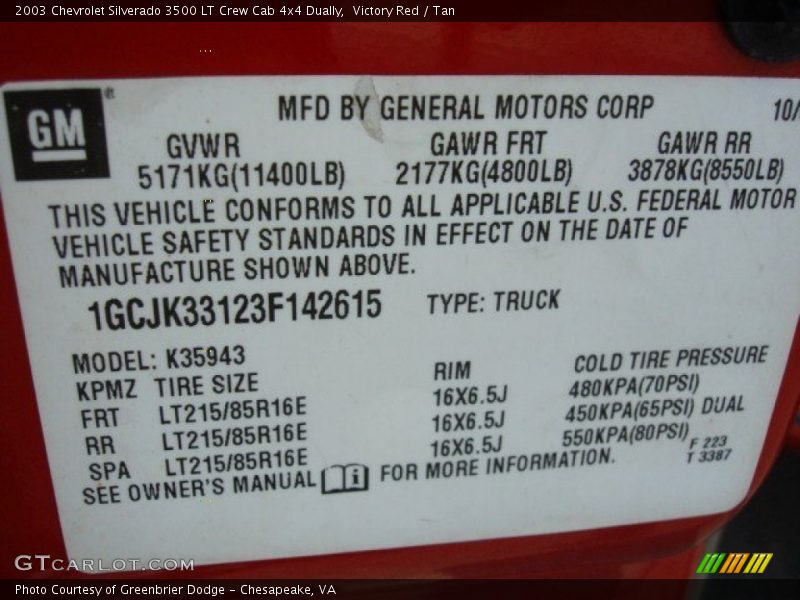 2003 Chevrolet Silverado 3500 LT Crew Cab 4x4 Dually, Victory Red / Tan
...
GM
MFD BY GENERAL MOTORS CORP 10/
GVWR GAWR FRT GAWR RR
5171KG(11400LB) 2177KG(4800LB) 3878KG(8550LB)
THIS VEHICLE CONFORMS TO ALL APPLICABLE U.S. FEDERAL MOTOR
VEHICLE SAFETY STANDARDS IN EFFECT ON THE DATE OF
MANUFACTURE SHOWN ABOVE.
1GCJK33123F142615 TYPE: TRUCK
MODEL: K35943
KPMZ TIRE SIZE RIM COLD TIRE PRESSURE
FRT LT215/85R16E 16X6.5J 480KPA(70PSI)
RR LT215/85R16E 16X6.5J 450KPA(65PSI) DUAL
SPA LT215/85R16E 16X6.5J 550KPA(80PSI)
SEE OWNER'S MANUAL i FOR MORE INFORMATION.
F 223
T 3387
GTCARLOT.COM
Photo Courtesy of Greenbrier Dodge - Chesapeake, VA